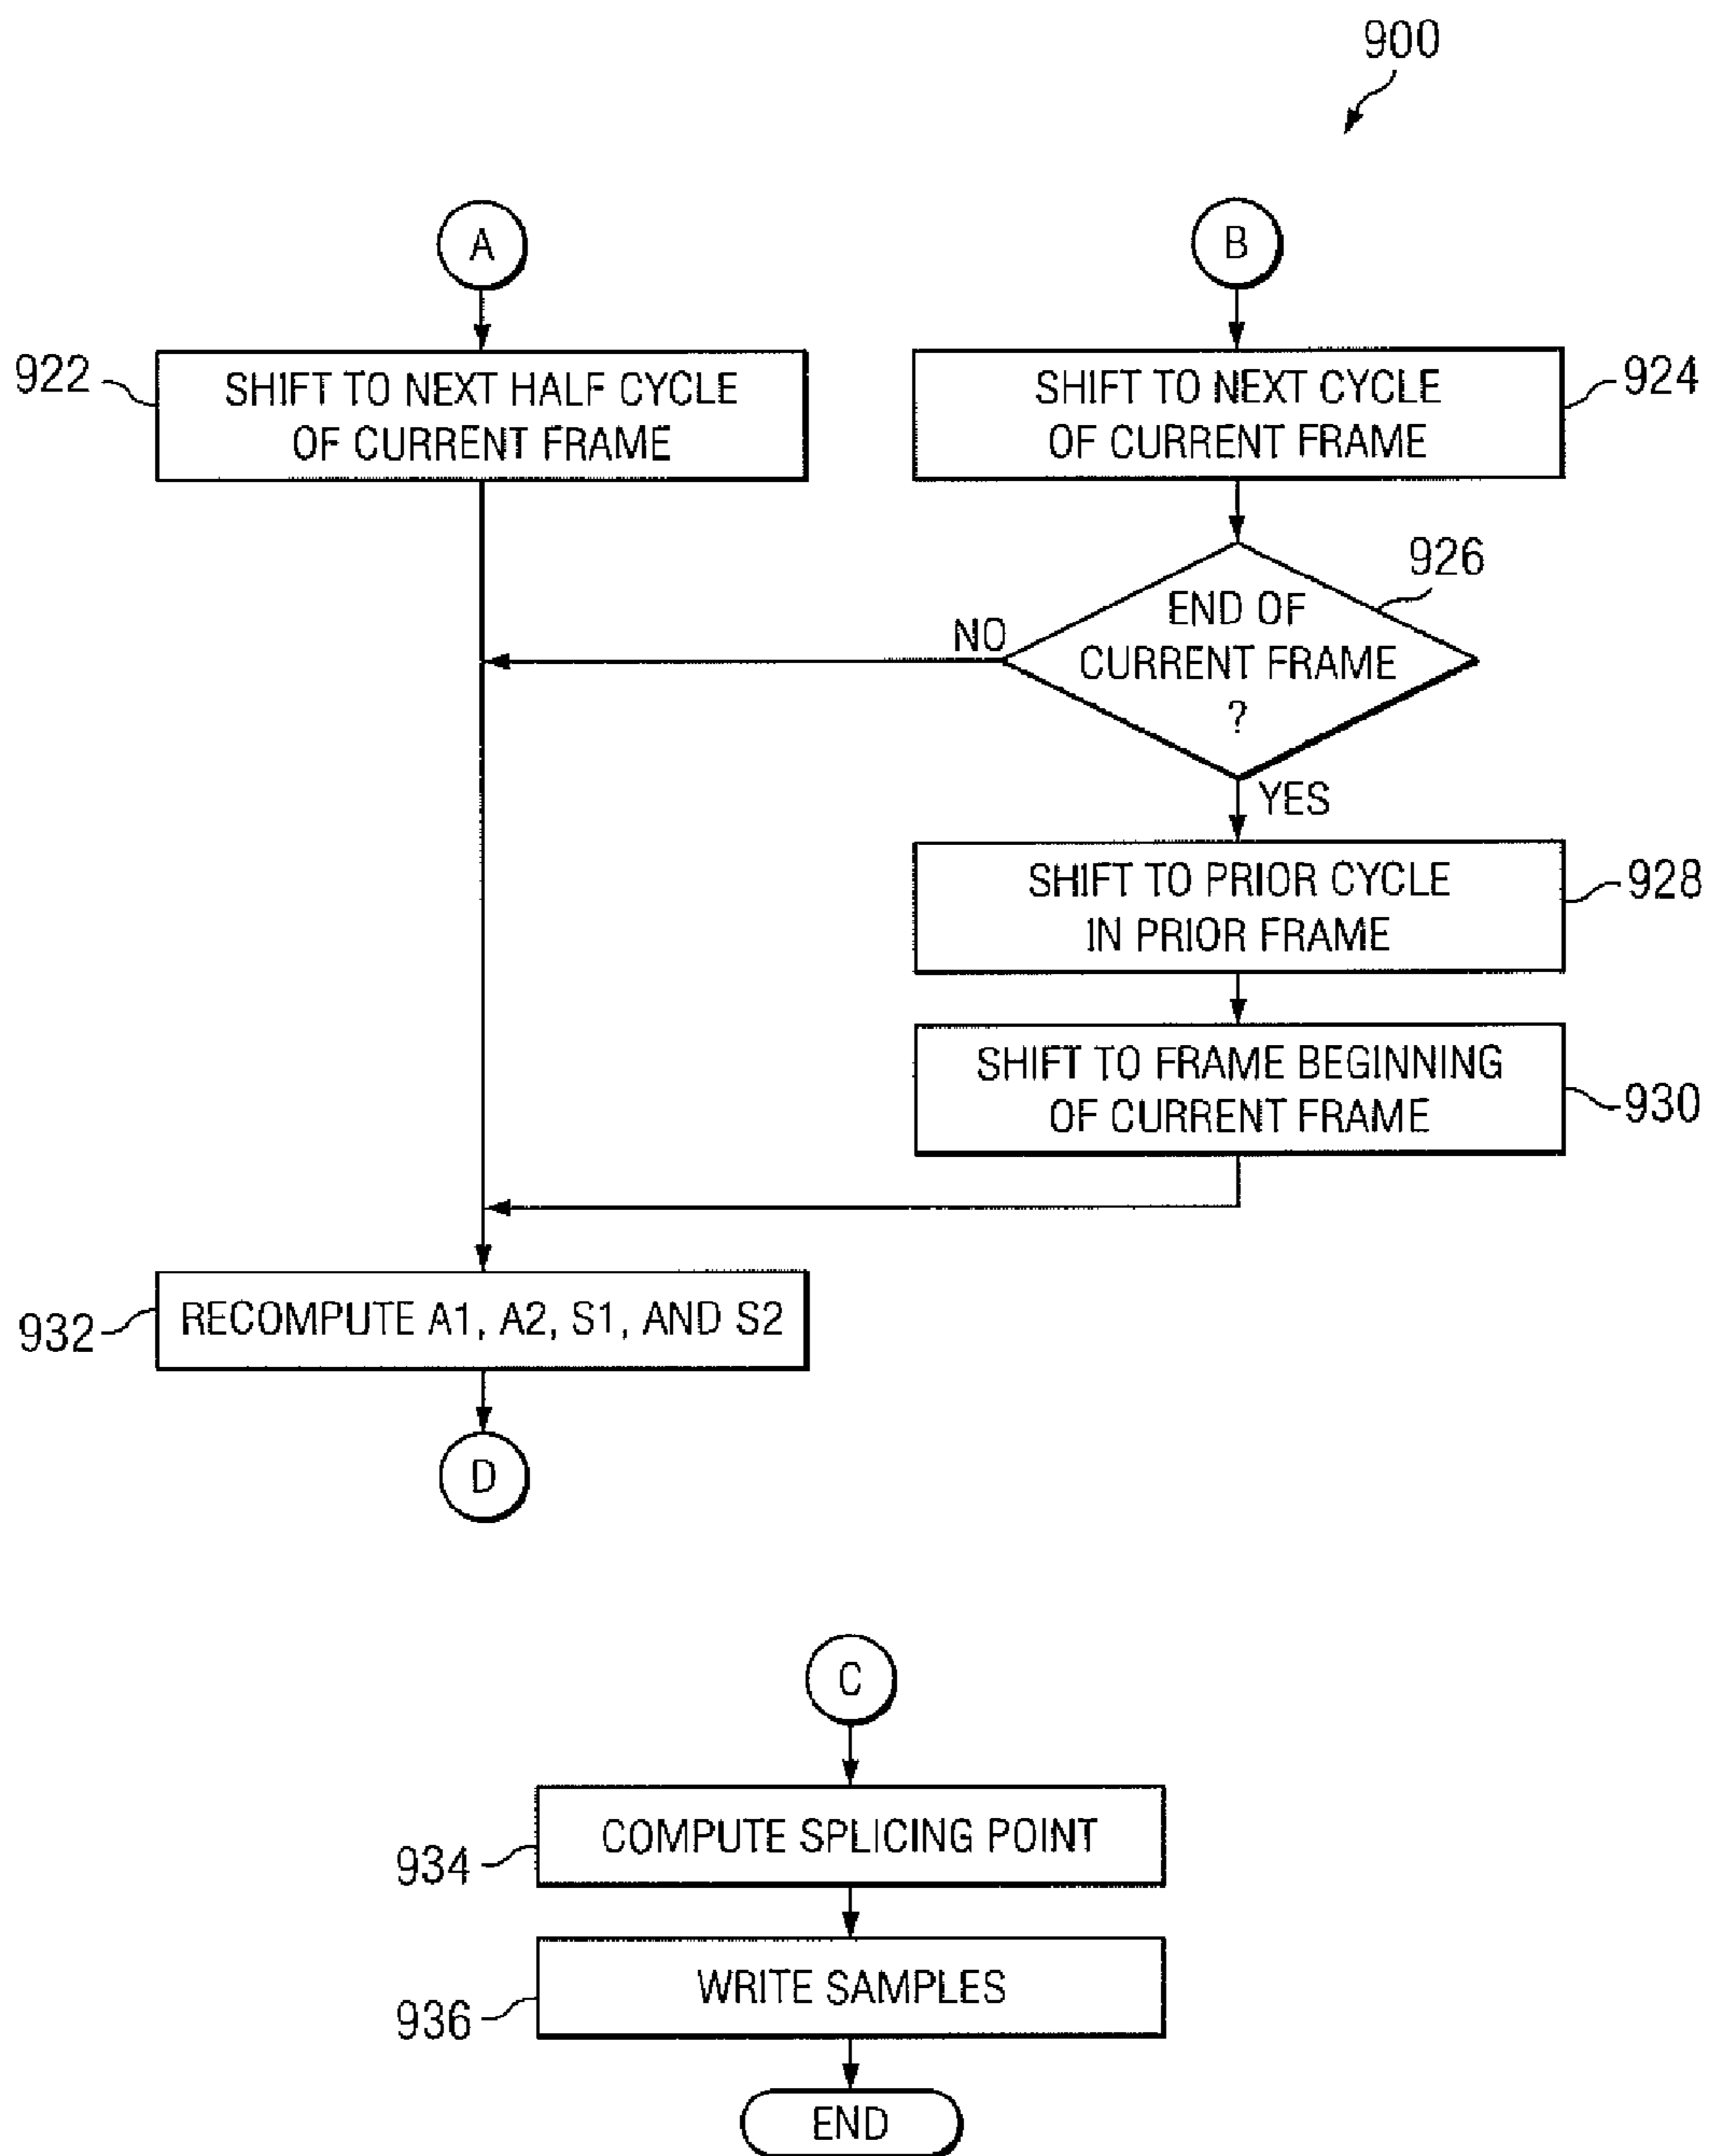 900
A
B
922
SHIFT TO NEXT HALF CYCLE
OF CURRENT FRAME
SHIFT TO NEXT CYCLE
OF CURRENT FRAME
924
926
END OF
CURRENT FRAME
?
NO
YES
SHIFT TO PRIOR CYCLE
IN PRIOR FRAME
928
SHIFT TO FRAME BEGINNING
OF CURRENT FRAME
930
932
RECOMPUTE A1, A2, S1, AND S2
D
C
934
COMPUTE SPLICING POINT
936
WRITE SAMPLES
END